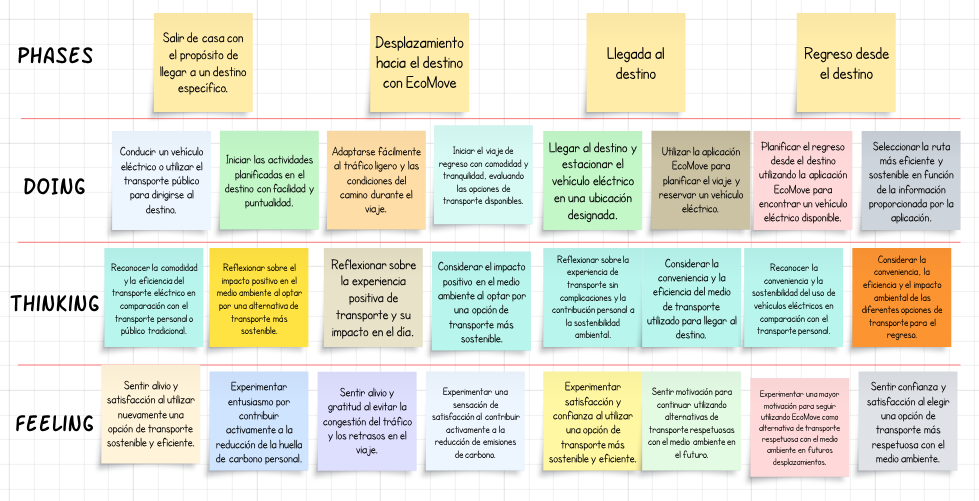 PHASES
Salir de casa con
el propósito de
llegar a un destino
específico.
Desplazamiento
hacia el destino
con EcoMove
Llegada al
destino
Regreso desde
el destino
DOING
Conducir un vehículo
eléctrico o utilizar el
transporte público
para dirigirse al
destino.
Iniciar las actividades
planificadas en el
destino con facilidad y
puntualidad.
Adaptarse fácilmente
al tráfico ligero y las
condiciones del
camino durante el
viaje.
Iniciar el viaje de
regreso con comodidad y
tranquilidad, evaluando
las opciones de
transporte disponibles.
Llegar al destino y
estacionar el
vehículo eléctrico
en una ubicación
designada.
Utilizar la aplicación
EcoMove para
planificar el viaje y
reservar un vehículo
eléctrico.
Planificar el regreso
desde el destino
utilizando la aplicación
EcoMove para
encontrar un vehículo
eléctrico disponible.
Seleccionar la ruta
más eficiente y
sostenible en función
de la información
proporcionada por la
aplicación.
THINKING
Reconocer la comodidad
y la eficiencia del
transporte eléctrico en
comparación con el
transporte personal o
público tradicional.
Reflexionar sobre el
impacto positivo en el
medio ambiente al optar
por una alternativa de
transporte más
sostenible.
Reflexionar sobre
la experiencia
positiva de
transporte y su
impacto en el día.
Considerar el impacto
positivo en el medio
ambiente al optar por
una opción de
transporte más
sostenible.
Reflexionar sobre la
experiencia de
transporte sin
complicaciones y la
contribución personal a
la sostenibilidad
ambiental.
Considerar la
conveniencia y la
eficiencia del medio
de transporte
utilizado para llegar al
destino.
Reconocer la
conveniencia y la
sostenibilidad del uso de
vehículos eléctricos en
comparación con el
transporte personal.
Considerar la
conveniencia, la
eficiencia y el impacto
ambiental de las
diferentes opciones de
transporte para el
regreso.
FEELING
Sentir alivio y
satisfacción al utilizar
nuevamente una
opción de transporte
sostenible y eficiente.
Experimentar
entusiasmo por
contribuir
activamente a la
reducción de la huella
de carbono personal.
Sentir alivio y
gratitud al evitar la
congestión del tráfico
y los retrasos en el
viaje.
Experimentar una
sensación de
satisfacción al contribuir
activamente a la
reducción de emisiones
de carbono.
Experimentar
satisfacción y
confianza al utilizar
una opción de
transporte más
sostenible y eficiente.
Sentir motivación para
continuar utilizando
alternativas de
transporte respetuosas
con el medio ambiente en
el futuro.
Experimentar una mayor
motivación para seguir
utilizando EcoMove como
alternativa de transporte
respetuosa con el medio
ambiente en futuros
desplazamientos.
Sentir confianza y
satisfacción al elegir
una opción de
transporte más
respetuosa con el
medio ambiente.